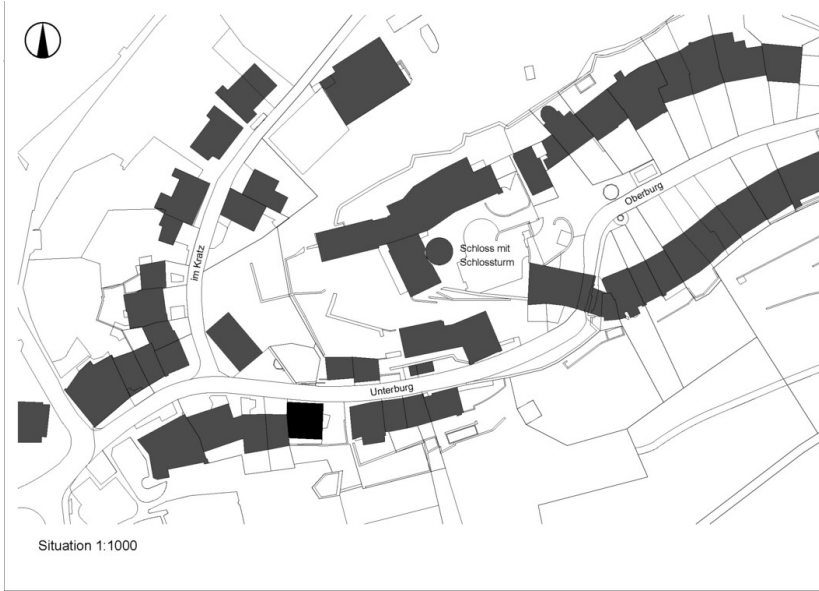 Oberburg
Schloss mit
Schlossturm
im Kratz
Unterburg
Situation 1:1000